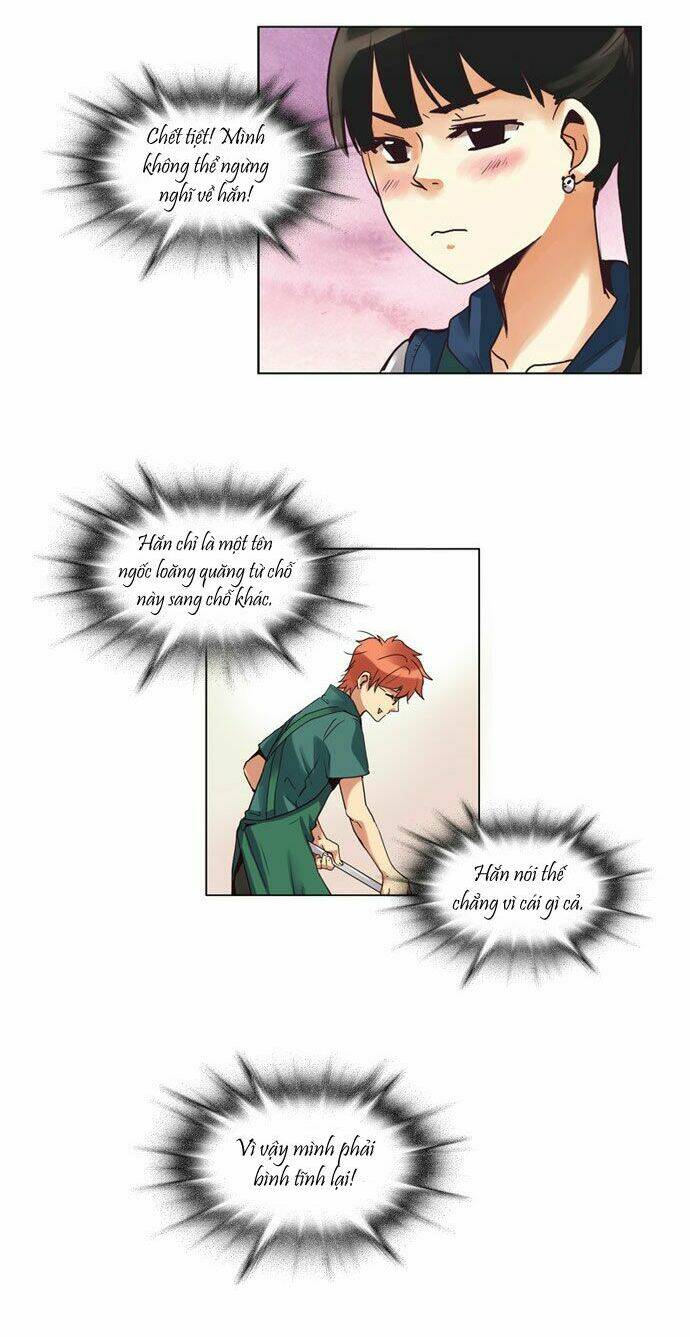 Chết tiệt! Mình
không thể ngưng
nghĩ về hắn!
Hắn chỉ là một tên
ngốc loăng quăng từ chỗ
này sang chỗ khác.
Hắn nói thế
chẳng vì cái gì cả.
Vì vậy mình phải
bình tĩnh lại!